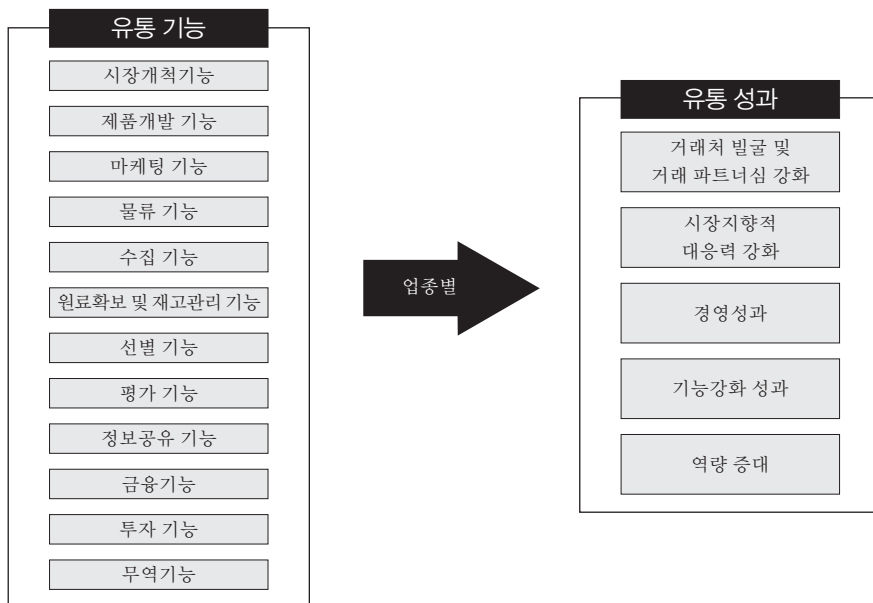 유통 기능
시장개척기능
제품개발 기능
마케팅 기능
물류 기능
수집 기능
원료확보 및 재고관리 기능
선별 기능
평가 기능
정보공유 기능
금융기능
투자 기능
무역기능
업종별
유통 성과
거래처 빌굴 및
거래 파트너심 강화
시장지향적
대응력 강화
경영성과
기능강화 성과
역량 증대